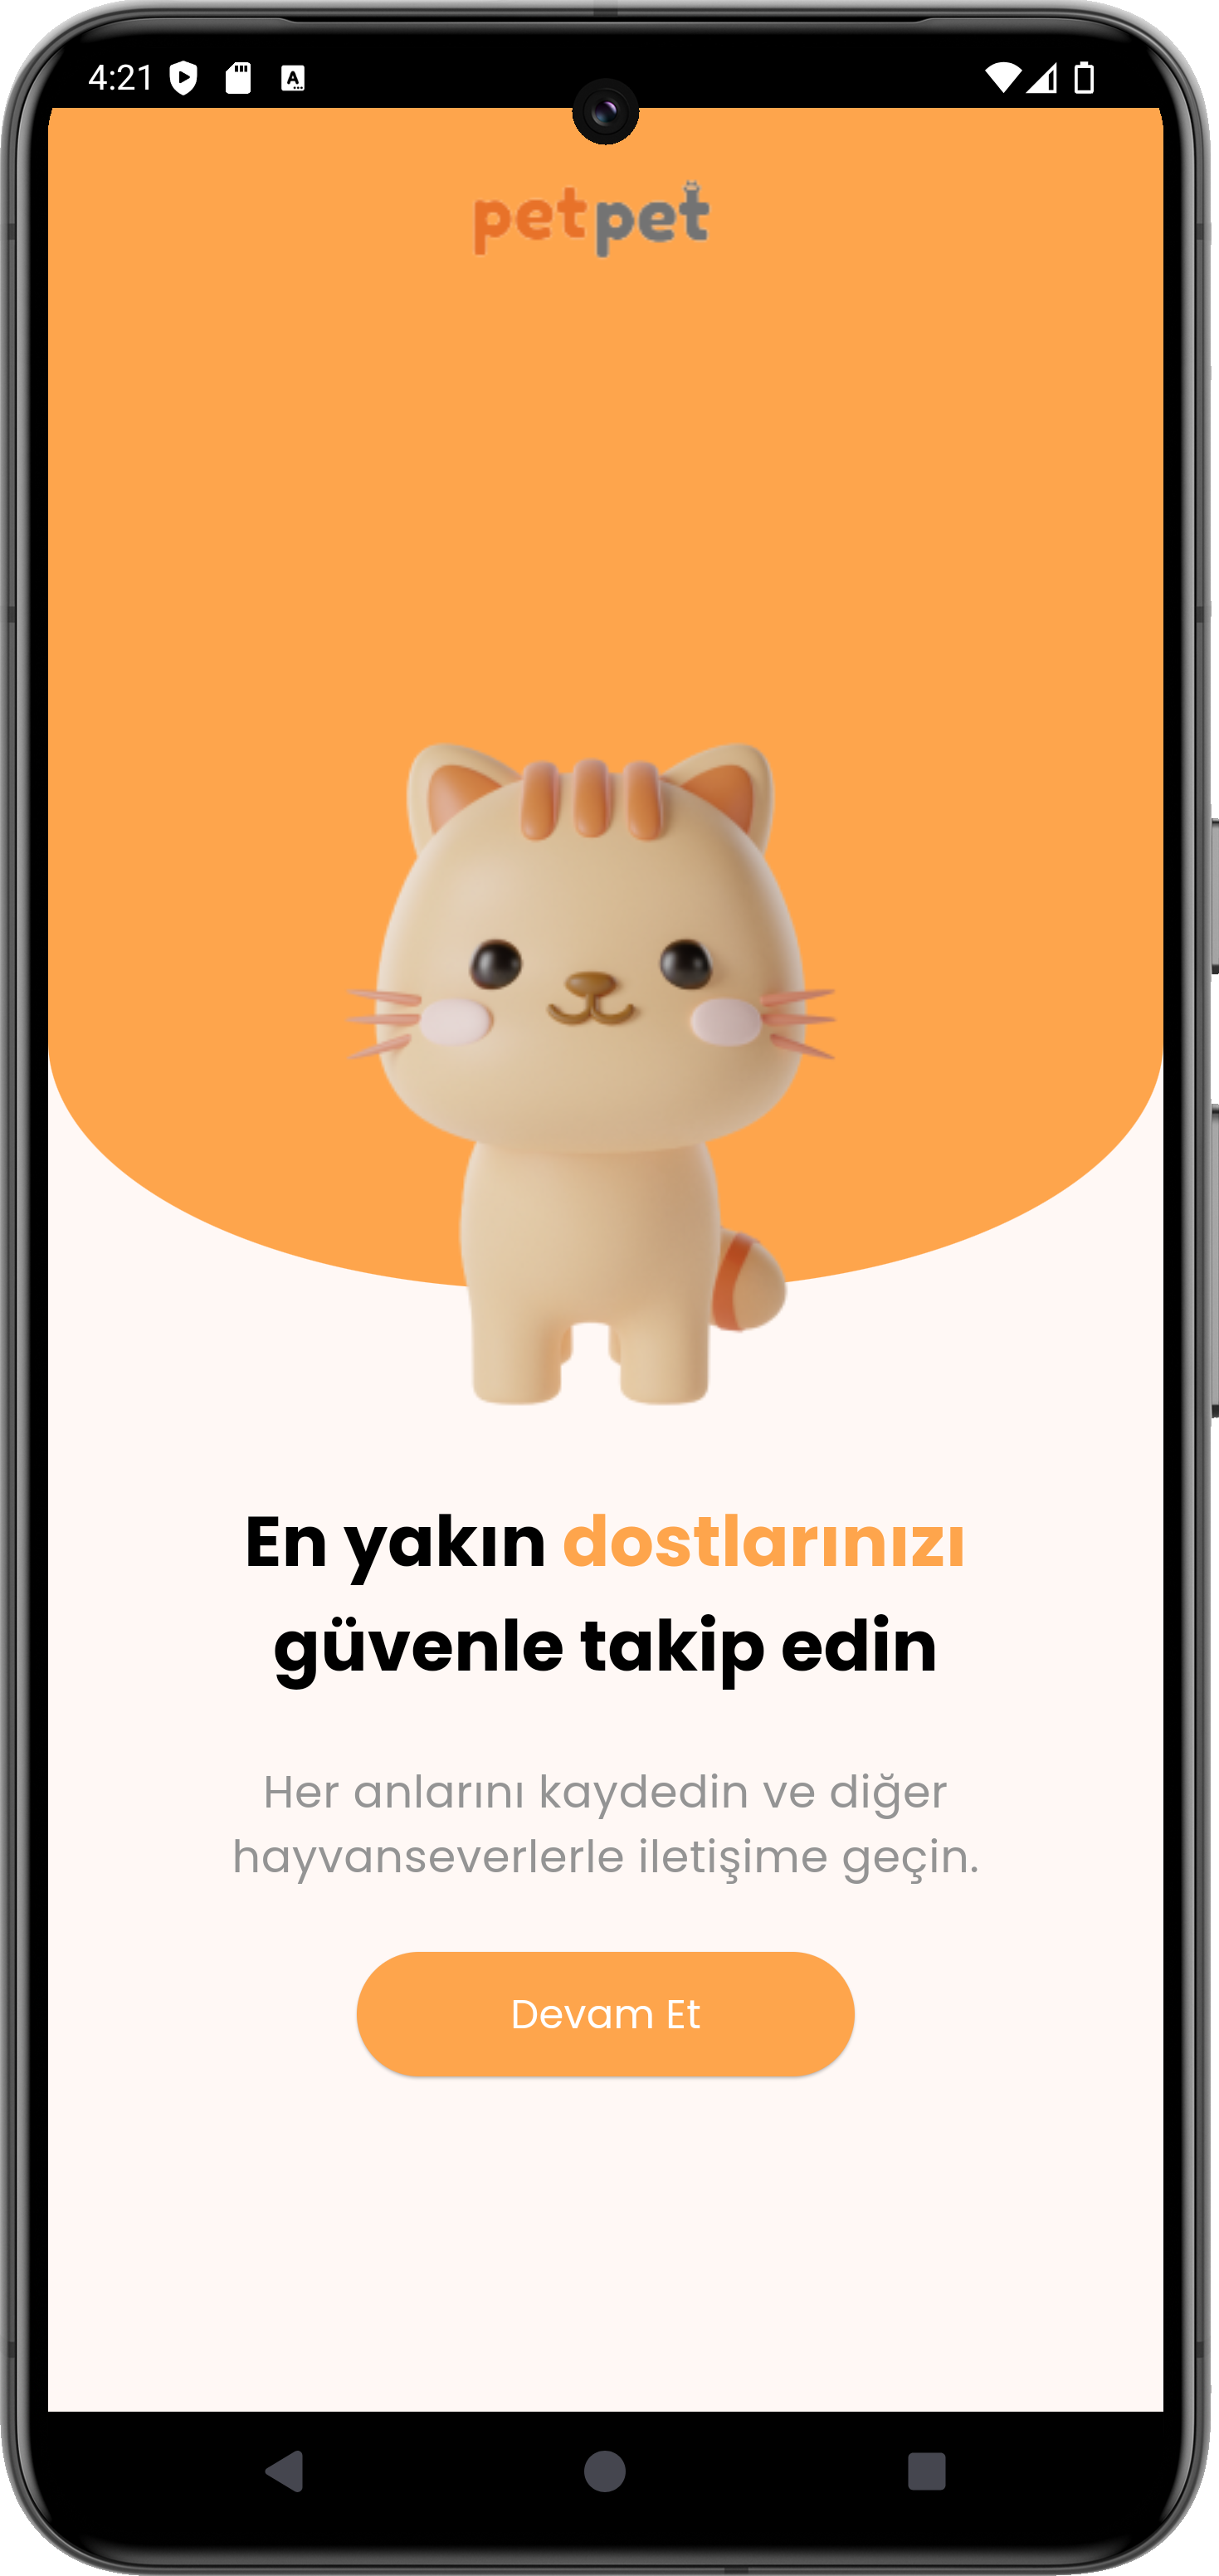 4:21
petpet
En yakın dostlarınızı
güvenle takip edin
Her anlarını kaydedin ve diğer
hayvanseverlerle iletişime geçin.
Devam Et